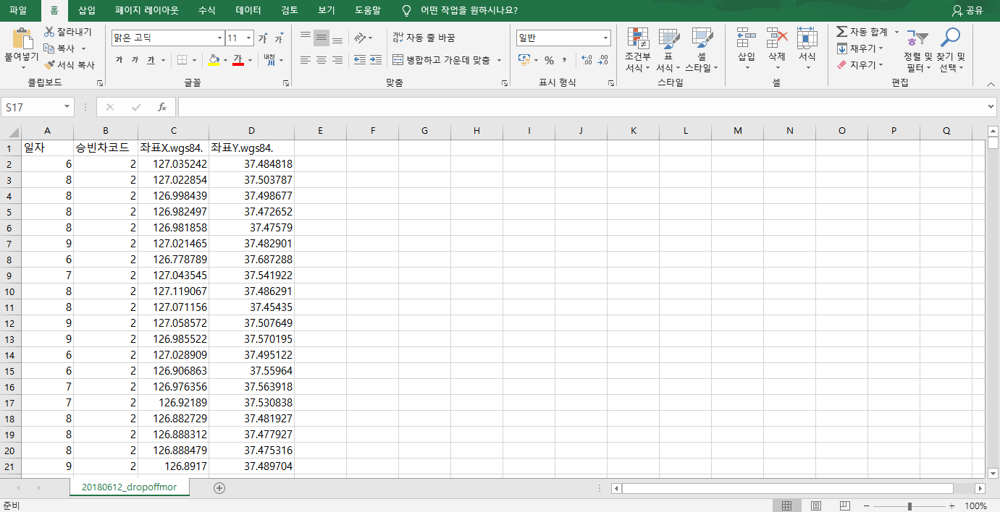 파일 홈 삽입 페이지 레이아웃 수식 데이터 검토 보기 도움말 어떤 작업을 원하시나요? 공유
붙여넣기 잘라내기 복사 서식 복사 클립보드
맑은 고딕 11 가 가 가 가 가 가 내천 川 글꼴
자동 줄 바꿈 병합하고 가운데 맞춤 맞춤
일반 % , .0 .00 .00 .0 표시 형식
조건부 서식 표 서식 셀 스타일 스타일
삽입 삭제 서식 셀
자동 합계 채우기 지우기 정렬 및 필터 찾기 및 선택 편집
S17 fx
A B C D E F G H I J K L M N O P Q
1 일자 승빈차코드 좌표X.wgs84. 좌표Y.wgs84.
2 6 2 127.035242 37.484818
3 8 2 127.022854 37.503787
4 8 2 126.998439 37.498677
5 8 2 126.982497 37.472652
6 8 2 126.981858 37.47579
7 9 2 127.021465 37.482901
8 6 2 126.778789 37.687288
9 7 2 127.043545 37.541922
10 8 2 127.119067 37.486291
11 8 2 127.071156 37.45435
12 9 2 127.058572 37.507649
13 9 2 126.985522 37.570195
14 6 2 127.028909 37.495122
15 6 2 126.906863 37.55964
16 7 2 126.976356 37.563918
17 7 2 126.92189 37.530838
18 8 2 126.882729 37.481927
19 8 2 126.888312 37.477927
20 8 2 126.888479 37.475316
21 9 2 126.8917 37.489704
20180612_dropoffmor
준비 100%